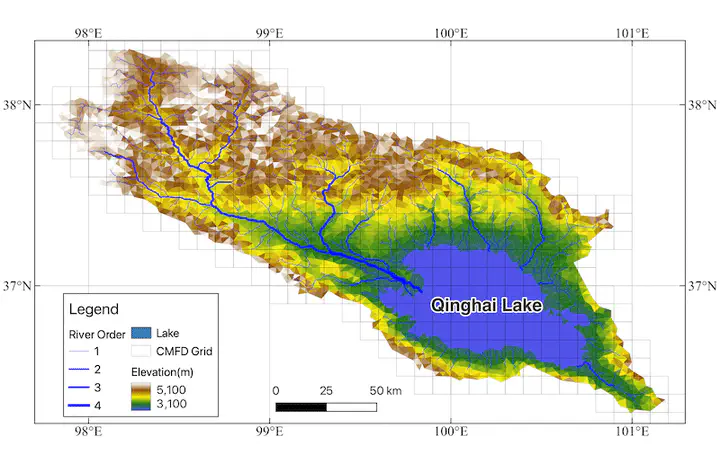 98°E 99°E 100°E 101°E
38°N 38°N
37°N 37°N
Qinghai Lake
Legend
River Order
1
2
3
4
Lake
CMFD Grid
Elevation(m)
5,100
3,100
0 25 50 km
98°E 99°E 100°E 101°E